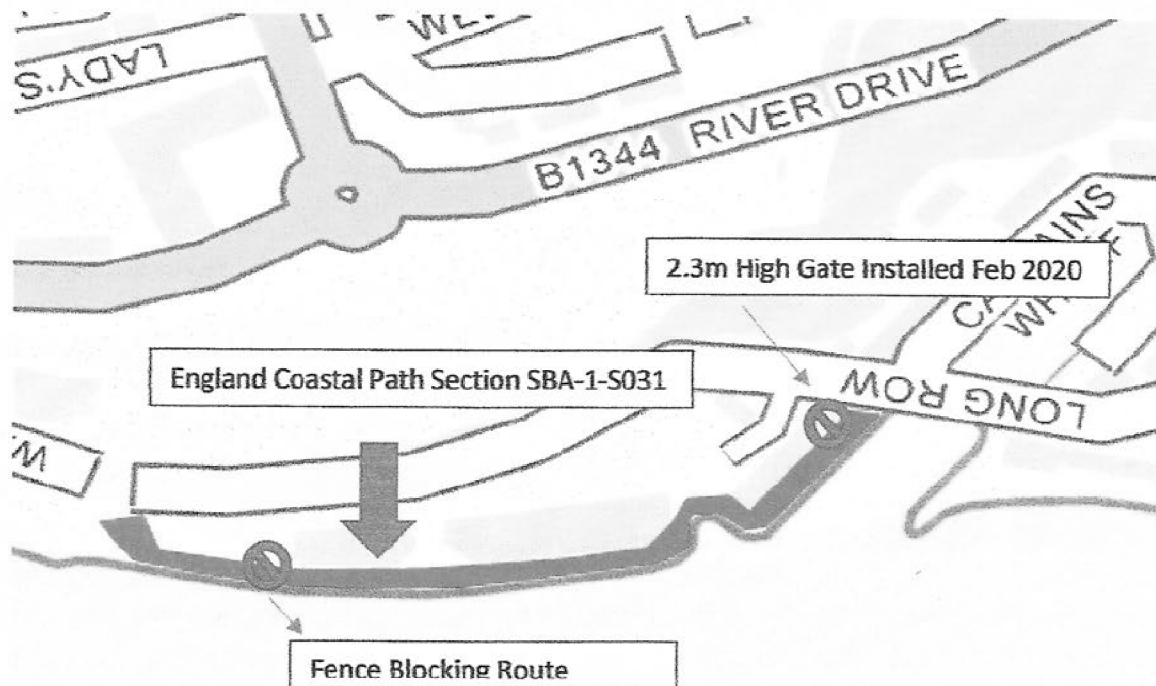 LADY'S
B1344 RIVER DRIVE
2.3m High Gate Installed Feb 2020
England Coastal Path Section SBA-1-S031
LONG ROW
Fence Blocking Route